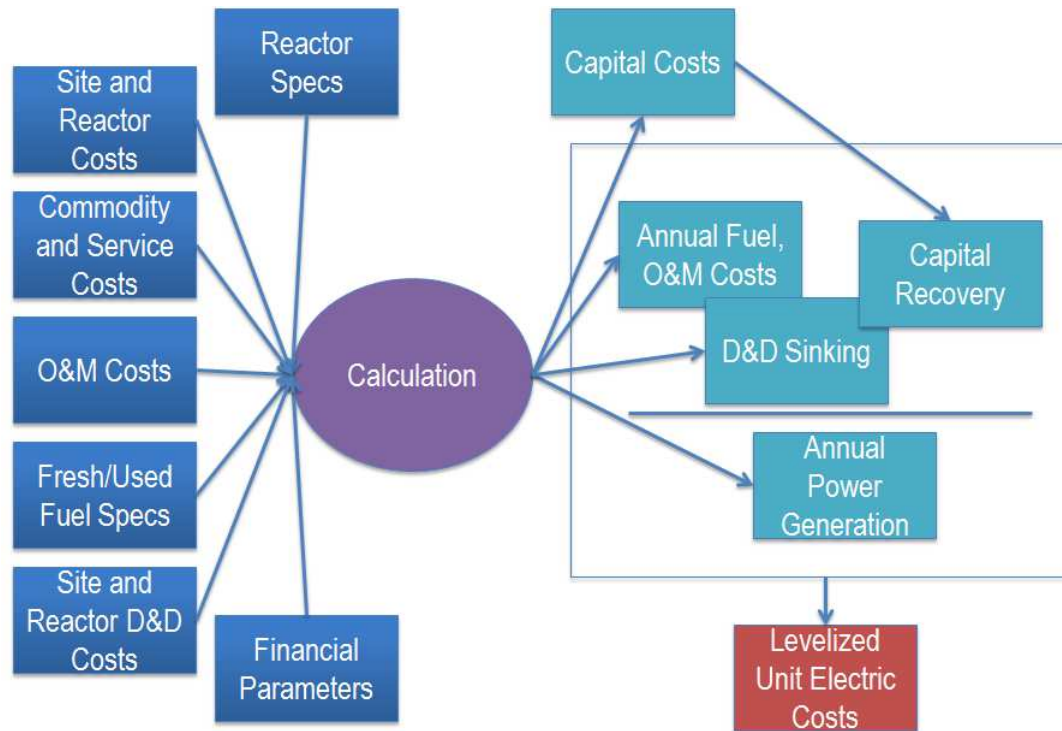 Reactor
Specs
Site and
Reactor
Costs
Commodity
and Service
Costs
O&M Costs
Fresh/Used
Fuel Specs
Site and
Reactor D&D
Costs
Financial
Parameters
Calculation
Capital Costs
Annual Fuel,
O&M Costs
Capital
Recovery
D&D Sinking
Annual
Power
Generation
Levelized
Unit Electric
Costs